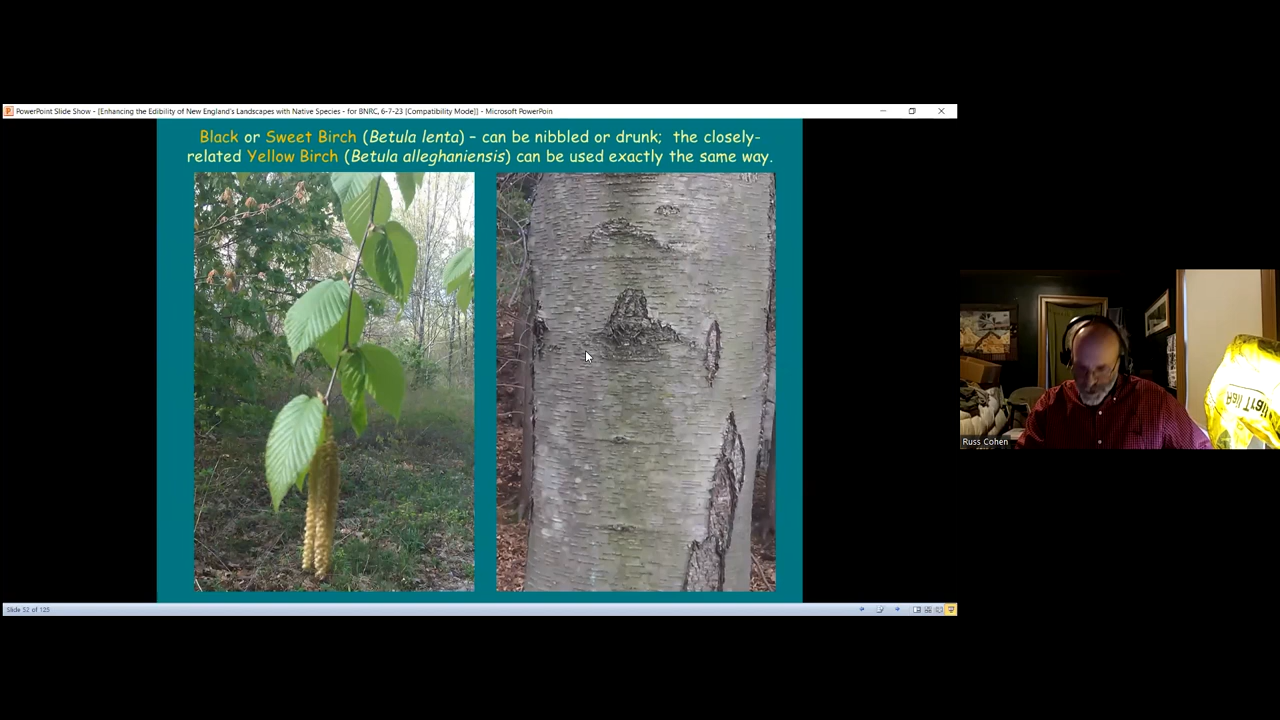 PowerPoint Slide Show - [Enhancing the Edibility of New England's Landscapes with Native Species - for BNRC, 6-7-23 [Compatibility Mode]] - Microsoft PowerPoin
Black or Sweet Birch (Betula lenta) – can be nibbled or drunk; the closely-
related Yellow Birch (Betula alleghaniensis) can be used exactly the same way.
Russ Cohen
Slide 52 of 125